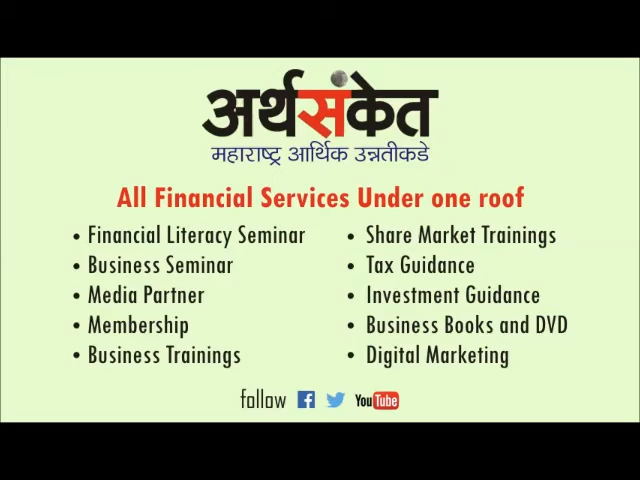 अर्थसंकेत
महाराष्ट्र आर्थिक उन्नतीकडे
All Financial Services Under one roof
• Financial Literacy Seminar
• Business Seminar
• Media Partner
• Membership
• Business Trainings
• Share Market Trainings
• Tax Guidance
• Investment Guidance
• Business Books and DVD
• Digital Marketing
follow f YouTube